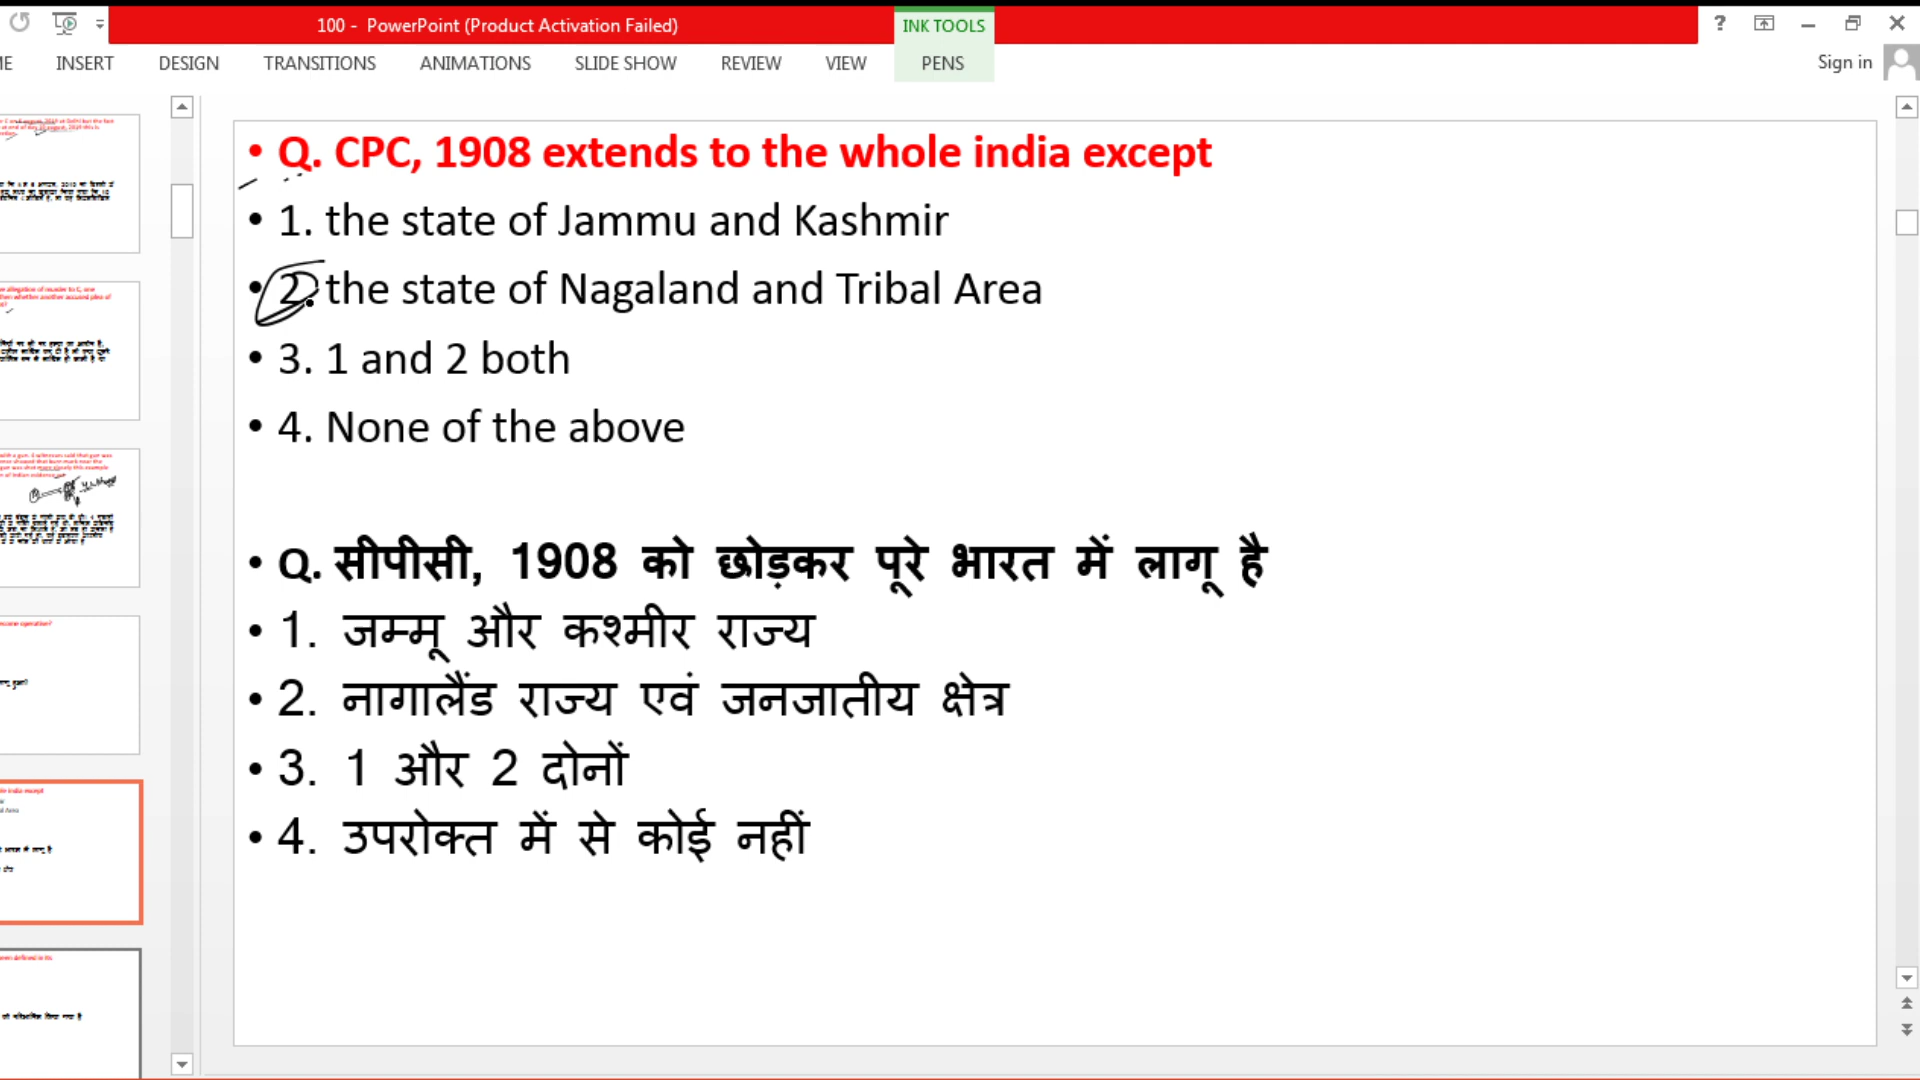 100 - PowerPoint (Product Activation Failed)
INK TOOLS
INSERT DESIGN TRANSITIONS ANIMATIONS SLIDE SHOW REVIEW VIEW PENS
Sign in
• Q. CPC, 1908 extends to the whole india except
• 1. the state of Jammu and Kashmir
• 2. the state of Nagaland and Tribal Area
• 3. 1 and 2 both
• 4. None of the above
• Q. सीपीसी, 1908 को छोड़कर पूरे भारत में लागू है
• 1. जम्मू और कश्मीर राज्य
• 2. नागालैंड राज्य एवं जनजातीय क्षेत्र
• 3. 1 और 2 दोनों
• 4. उपरोक्त में से कोई नहीं